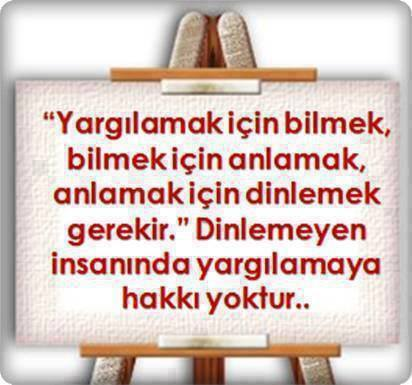 “Yargılamak için bilmek,
bilmek için anlamak,
anlamak için dinlemek
gerekir.” Dinlemeyen
insanında yargılamaya
hakkı yoktur..